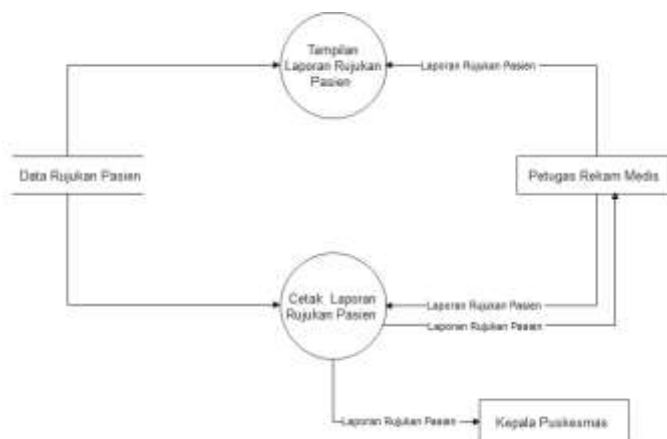 Tampilan
Laporan Rujukan
Pasien
Laporan Rujukan Pasien
Data Rujukan Pasien
Petugas Rekam Medis
Cetak Laporan
Rujukan Pasien
Laporan Rujukan Pasien
Laporan Rujukan Pasien
Laporan Rujukan Pasien
Kepala Puskesmas